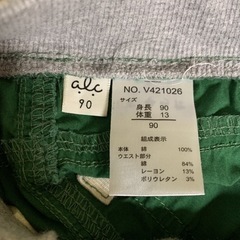 alc
90
NO. V421026
サイズ
身長 90
体重 13
90
組成表示
本体 綿 100%
ウエスト部分
綿 84%
レーヨン 13%
ポリウレタン 3%